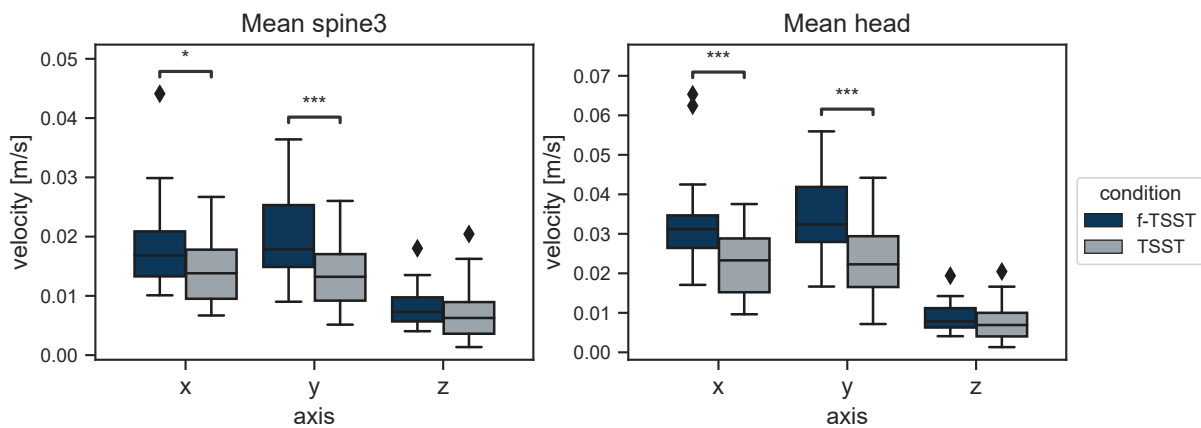 Mean spine3
velocity [m/s]
0.05
0.04
0.03
0.02
0.01
0.00
*
***
x y z
axis
Mean head
velocity [m/s]
0.07
0.06
0.05
0.04
0.03
0.02
0.01
0.00
***
***
x y z
axis
condition
f-TSST
TSST